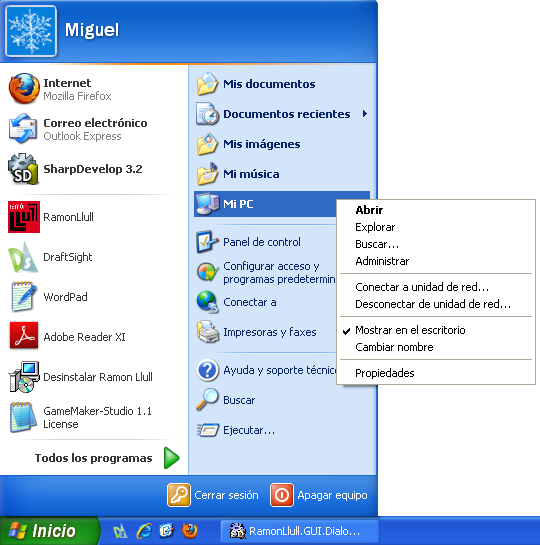 Miguel
Internet
Mozilla Firefox
Correo electrónico
Outlook Express
SharpDevelop 3.2
RamonLlull
DraftSight
WordPad
Adobe Reader XI
Desinstalar Ramon Llull
GameMaker-Studio 1.1
License
Todos los programas
Mis documentos
Documentos recientes
Mis imágenes
Mi música
Mi PC
Panel de control
Configurar acceso y
programas predetermin
Conectar a
Impresoras y faxes
Ayuda y soporte técnico
Buscar
Ejecutar...
Abrir
Explorar
Buscar...
Administrar
Conectar a unidad de red...
Desconectar de unidad de red...
Mostrar en el escritorio
Cambiar nombre
Propiedades
Cerrar sesión
Apagar equipo
Inicio
RamonLlull.GUI.Dialo...